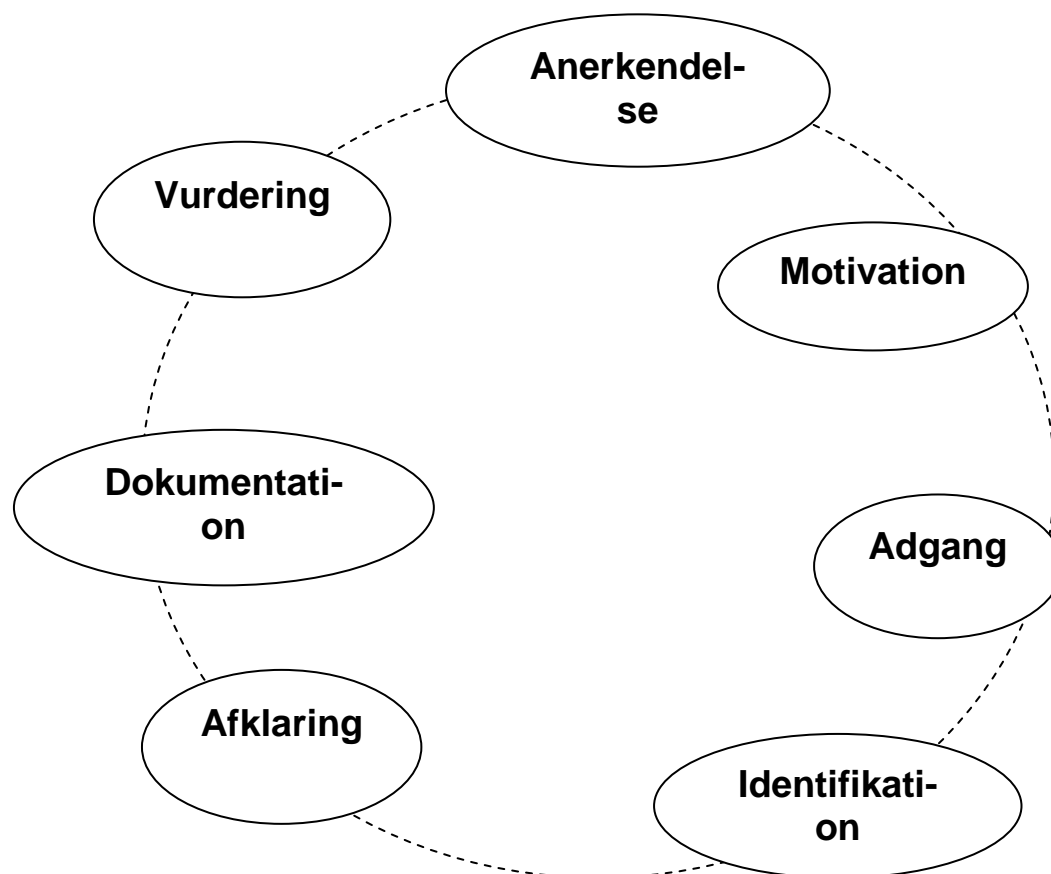 Anerkendel-
se
Vurdering
Motivation
Dokumentati-
on
Adgang
Afklaring
Identifikati-
on